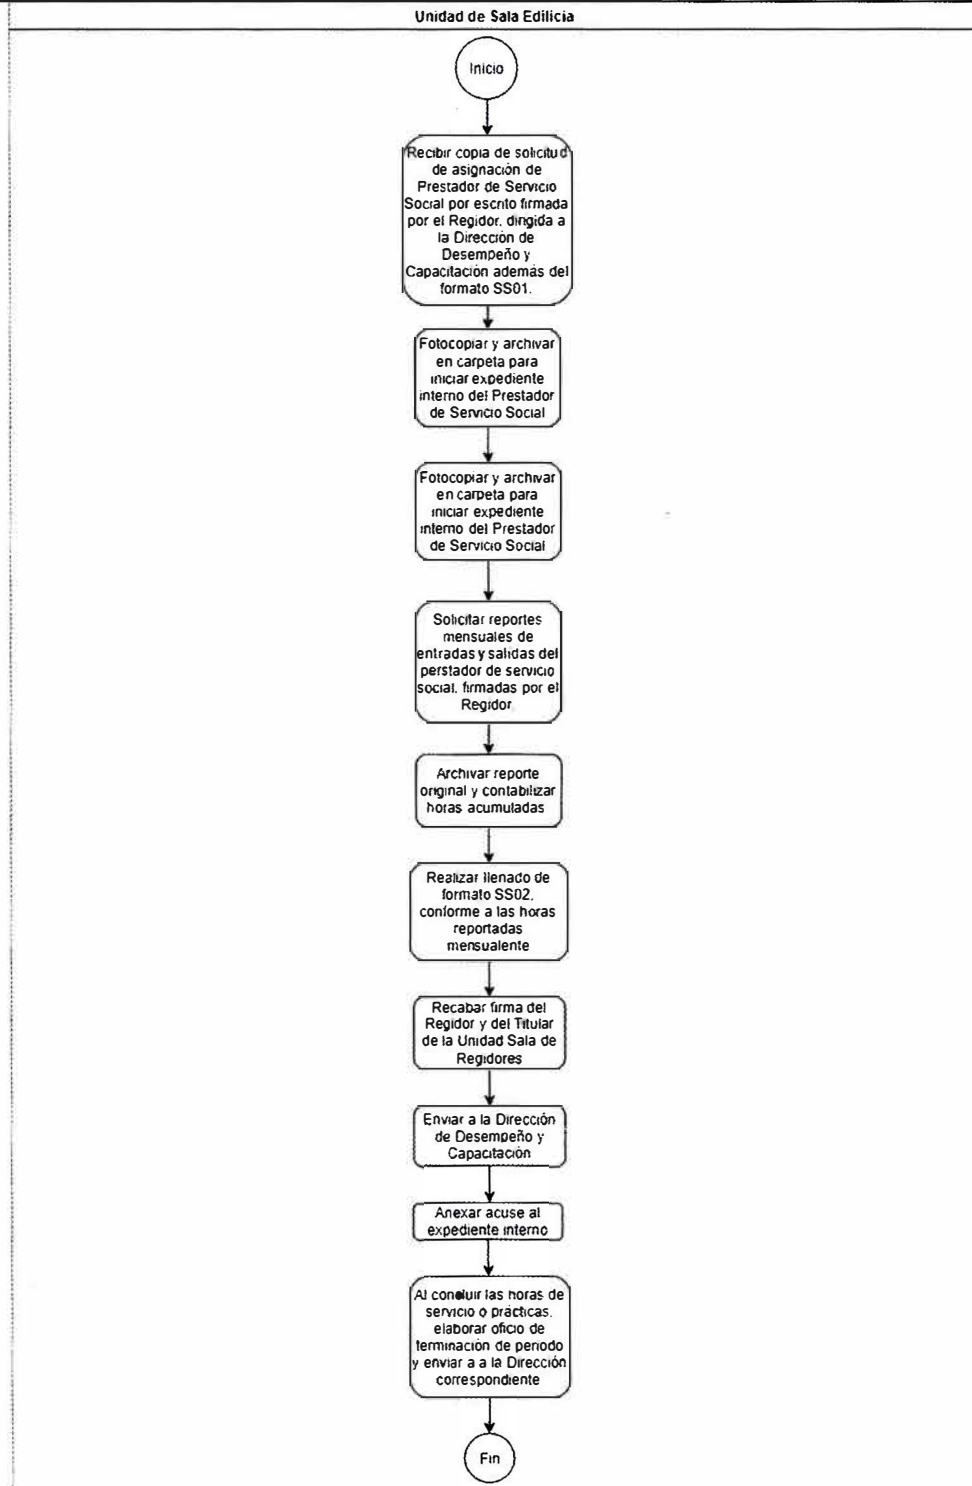 Unidad de Sala Edilicia
Inicio
Recibir copia de solicitud
de asignación de
Prestador de Servicio
Social por escrito firmada
por el Regidor, dirigida a
la Dirección de
Desempeño y
Capacitación además del
formato SS01.
Fotocopiar y archivar
en carpeta para
iniciar expediente
interno del Prestador
de Servicio Social
Fotocopiar y archivar
en carpeta para
iniciar expediente
interno del Prestador
de Servicio Social
Solicitar reportes
mensuales de
entradas y salidas del
perstador de servicio
social, firmadas por el
Regidor
Archivar reporte
original y contabilizar
horas acumuladas
Realizar llenado de
formato SS02,
conforme a las horas
reportadas
mensualente
Recabar firma del
Regidor y del Titular
de la Unidad Sala de
Regidores
Enviar a la Dirección
de Desempeño y
Capacitación
Anexar acuse al
expediente interno
Al concluir las horas de
servicio o prácticas,
elaborar oficio de
terminación de periodo
y enviar a a la Dirección
correspondiente
Fin